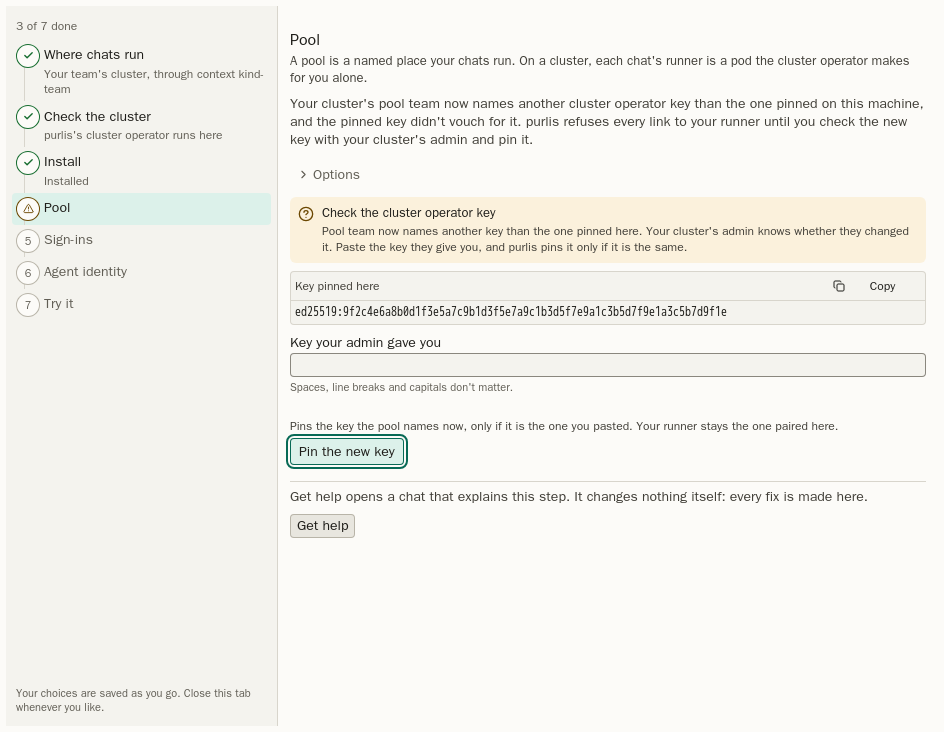 3 of 7 done
Where chats run
Your team's cluster, through context kind-
team
Check the cluster
purlis's cluster operator runs here
Install
Installed
Pool
5 Sign-ins
6 Agent identity
7 Try it
Your choices are saved as you go. Close this tab
whenever you like.
Pool
A pool is a named place your chats run. On a cluster, each chat's runner is a pod the cluster operator makes
for you alone.
Your cluster's pool team now names another cluster operator key than the one pinned on this machine,
and the pinned key didn't vouch for it. purlis refuses every link to your runner until you check the new
key with your cluster's admin and pin it.
Options
Check the cluster operator key
Pool team now names another key than the one pinned here. Your cluster's admin knows whether they changed
it. Paste the key they give you, and purlis pins it only if it is the same.
Key pinned here
Copy
ed25519:9f2c4e6a8b0d1f3e5a7c9b1d3f5e7a9c1b3d5f7e9a1c3b5d7f9e1a3c5b7d9f1e
Key your admin gave you
Spaces, line breaks and capitals don't matter.
Pins the key the pool names now, only if it is the one you pasted. Your runner stays the one paired here.
Pin the new key
Get help opens a chat that explains this step. It changes nothing itself: every fix is made here.
Get help